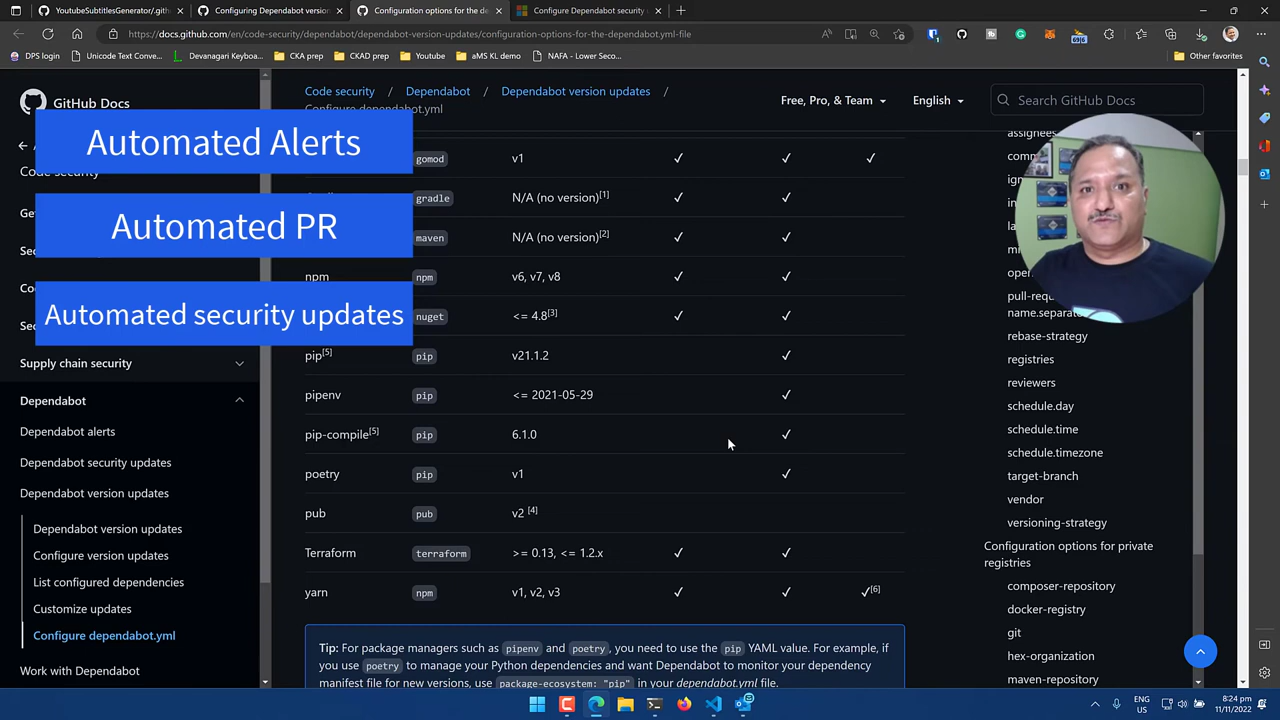 YoutubeSubtitlesGenerator/.github/
Configuring Dependabot version
Configuration options for the de
Configure Dependabot security
https://docs.github.com/en/code-security/dependabot/dependabot-version-updates/configuration-options-for-the-dependabot.yml-file
DPS login
Unicode Text Conve...
Devanagari Keyboa...
CKA prep
CKAD prep
Youtube
aMS KL demo
NAFA - Lower Seco...
Other favorites
GitHub Docs
Code security / Dependabot / Dependabot version updates /
Configure dependabot.yml
Free, Pro, & Team
English
Search GitHub Docs
Automated Alerts
Automated PR
Automated security updates
Code security
Supply chain security
Dependabot
Dependabot alerts
Dependabot security updates
Dependabot version updates
Dependabot version updates
Configure version updates
List configured dependencies
Customize updates
Configure dependabot.yml
Work with Dependabot
gomod v1 ✓ ✓ ✓
gradle N/A (no version)[1] ✓ ✓
maven N/A (no version)[2] ✓ ✓
npm npm v6, v7, v8 ✓ ✓
nuget <= 4.8[3] ✓ ✓
pip[5] pip v21.1.2 ✓
pipenv pip <= 2021-05-29 ✓
pip-compile[5] pip 6.1.0 ✓
poetry pip v1 ✓
pub pub v2 [4]
Terraform terraform >= 0.13, <= 1.2.x ✓ ✓
yarn npm v1, v2, v3 ✓ ✓ ✓[6]
Tip: For package managers such as pipenv and poetry, you need to use the pip YAML value. For example, if
you use poetry to manage your Python dependencies and want Dependabot to monitor your dependency
manifest file for new versions, use package-ecosystem: "pip" in your dependabot.yml file.
assignees
name.separat
rebase-strategy
registries
reviewers
schedule.day
schedule.time
schedule.timezone
target-branch
vendor
versioning-strategy
Configuration options for private
registries
composer-repository
docker-registry
git
hex-organization
maven-repository
ENG
US
8:24 pm
11/11/2022